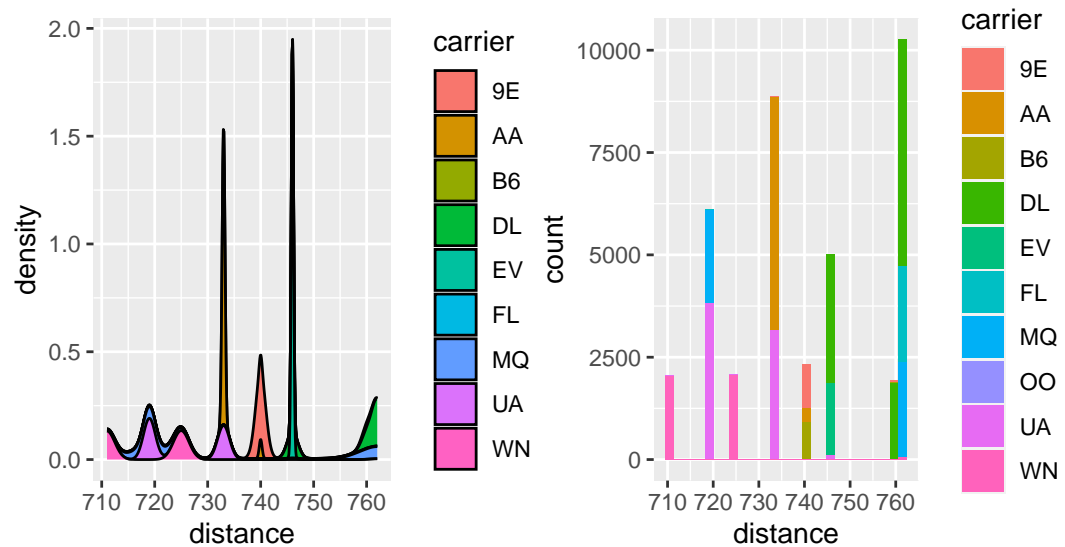 2.0
1.5
1.0
0.5
0.0
density
710 720 730 740 750 760
distance
carrier
9E
AA
B6
DL
EV
FL
MQ
UA
WN
10000
7500
5000
2500
0
count
710 720 730 740 750 760
distance
carrier
9E
AA
B6
DL
EV
FL
MQ
OO
UA
WN